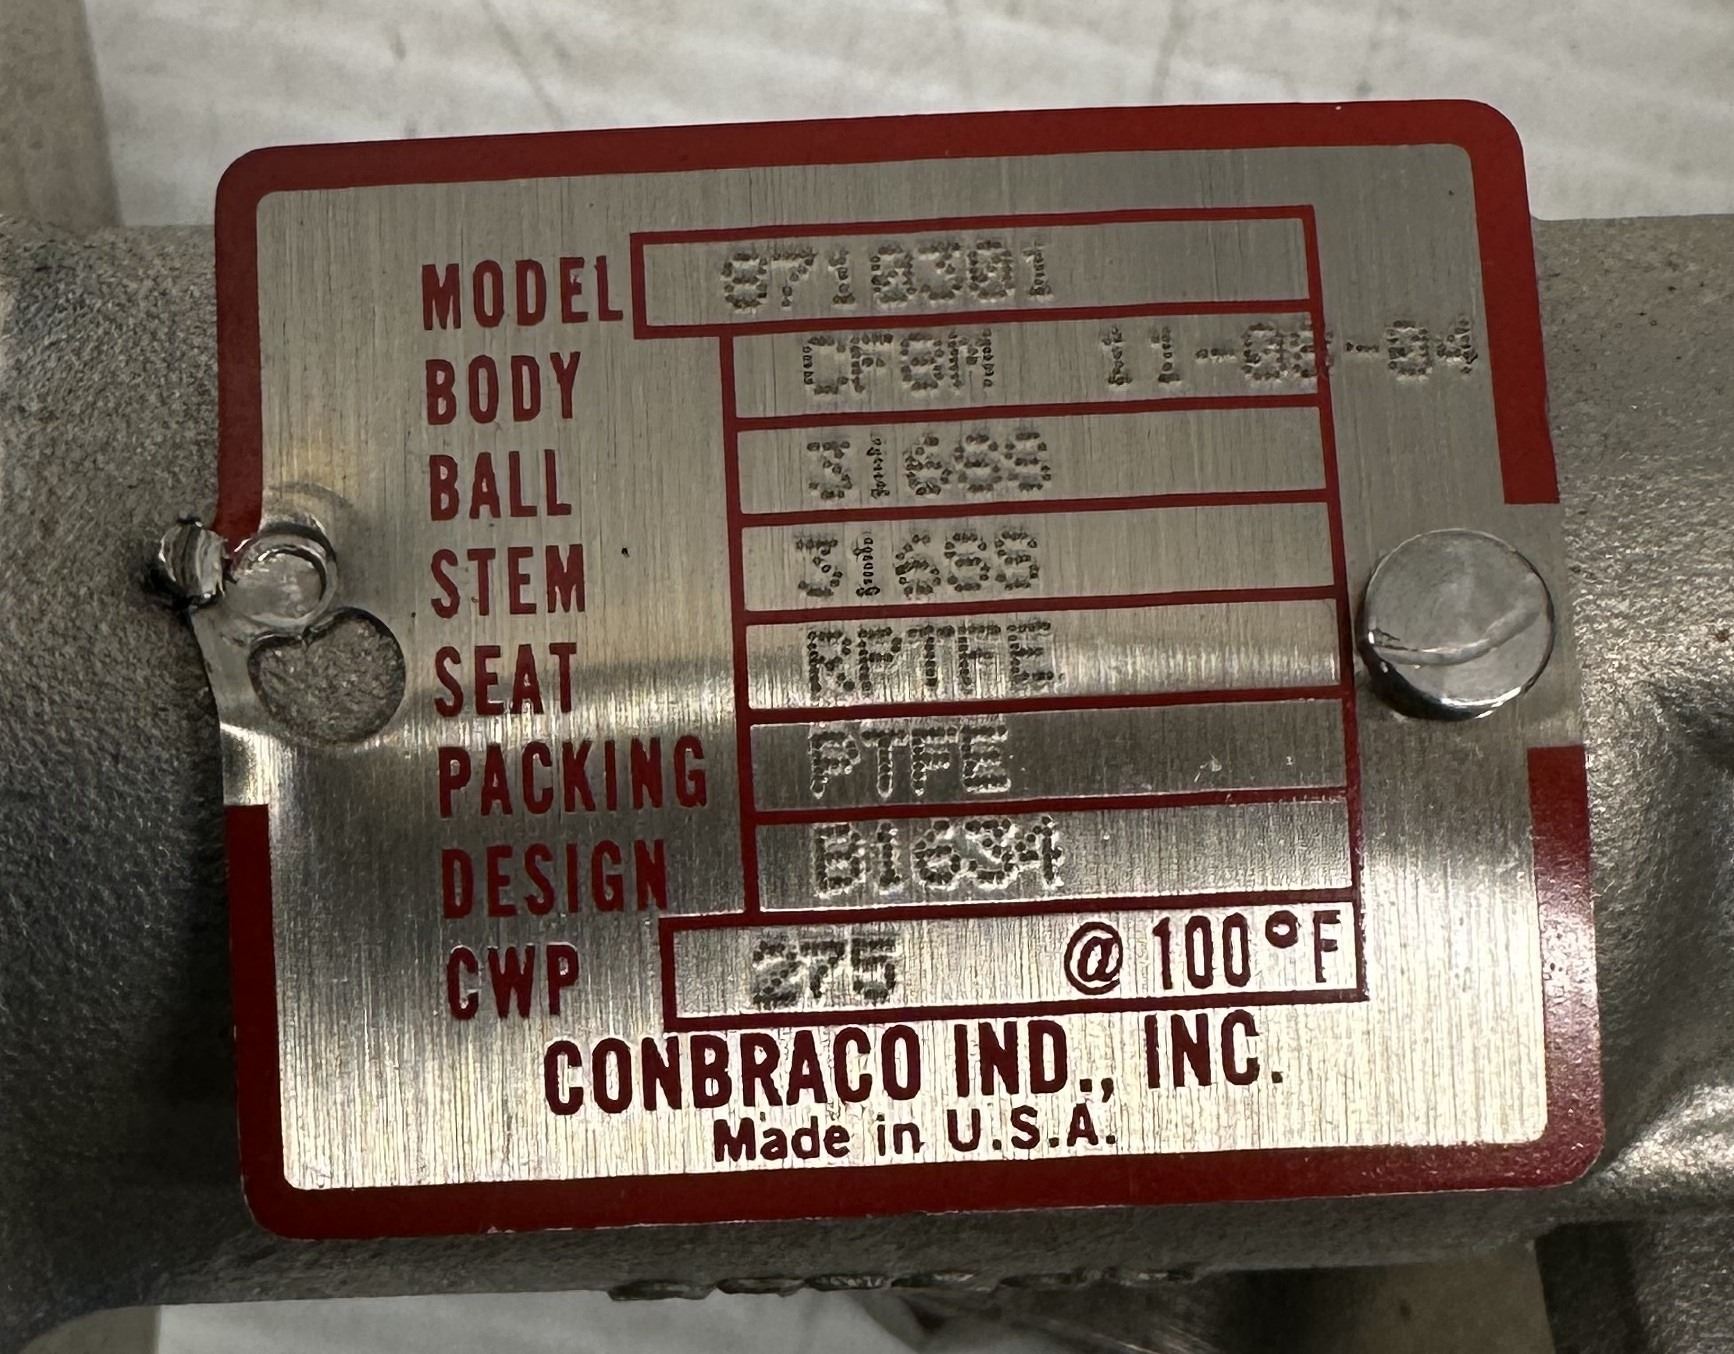 MODEL 8718301
BODY CF8M 11-08-04
BALL 316SS
STEM 316SS
SEAT RPTFE
PACKING PTFE
DESIGN B1634
CWP 275 @ 100°F
CONBRACO IND., INC.
Made in U.S.A.